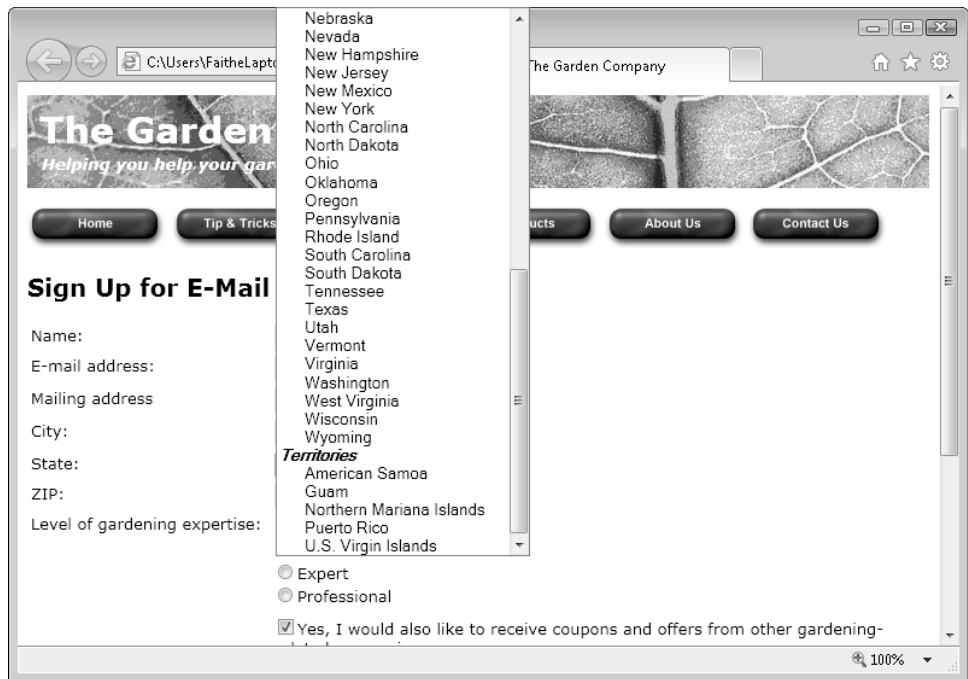 C:\Users\FaitheLapto
The Garden Company
The Garden
Helping you help your gar
Home
Tip & Tricks
ucts
About Us
Contact Us
Sign Up for E-Mail
Name:
E-mail address:
Mailing address
City:
State:
ZIP:
Level of gardening expertise:
Nebraska
Nevada
New Hampshire
New Jersey
New Mexico
New York
North Carolina
North Dakota
Ohio
Oklahoma
Oregon
Pennsylvania
Rhode Island
South Carolina
South Dakota
Tennessee
Texas
Utah
Vermont
Virginia
Washington
West Virginia
Wisconsin
Wyoming
Territories
American Samoa
Guam
Northern Mariana Islands
Puerto Rico
U.S. Virgin Islands
Expert
Professional
Yes, I would also like to receive coupons and offers from other gardening-
100%